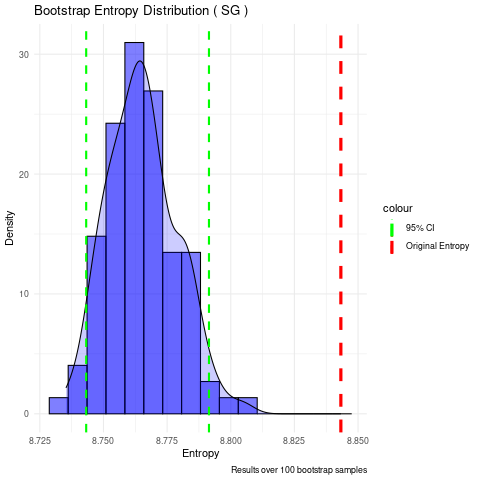 Bootstrap Entropy Distribution ( SG )
30
20
10
0
Density
8.725
8.750
8.775
8.800
8.825
8.850
Entropy
colour
95% CI
Original Entropy
Results over 100 bootstrap samples